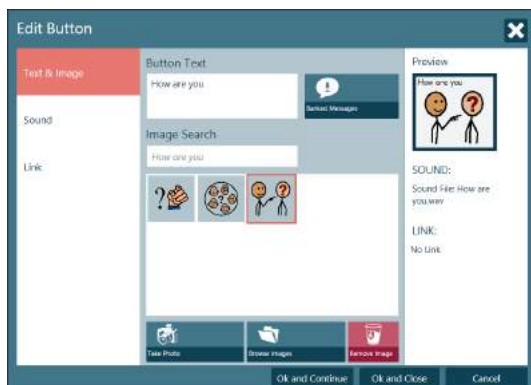 Edit Button
Text & Image
Sound
Link
Button Text
How are you
Banked Messages
Image Search
How are you
Take Photo
Browse Images
Remove Image
Preview
How are you
SOUND:
Sound File: How are
you.wav
LINK:
No Link
Ok and Continue
Ok and Close
Cancel